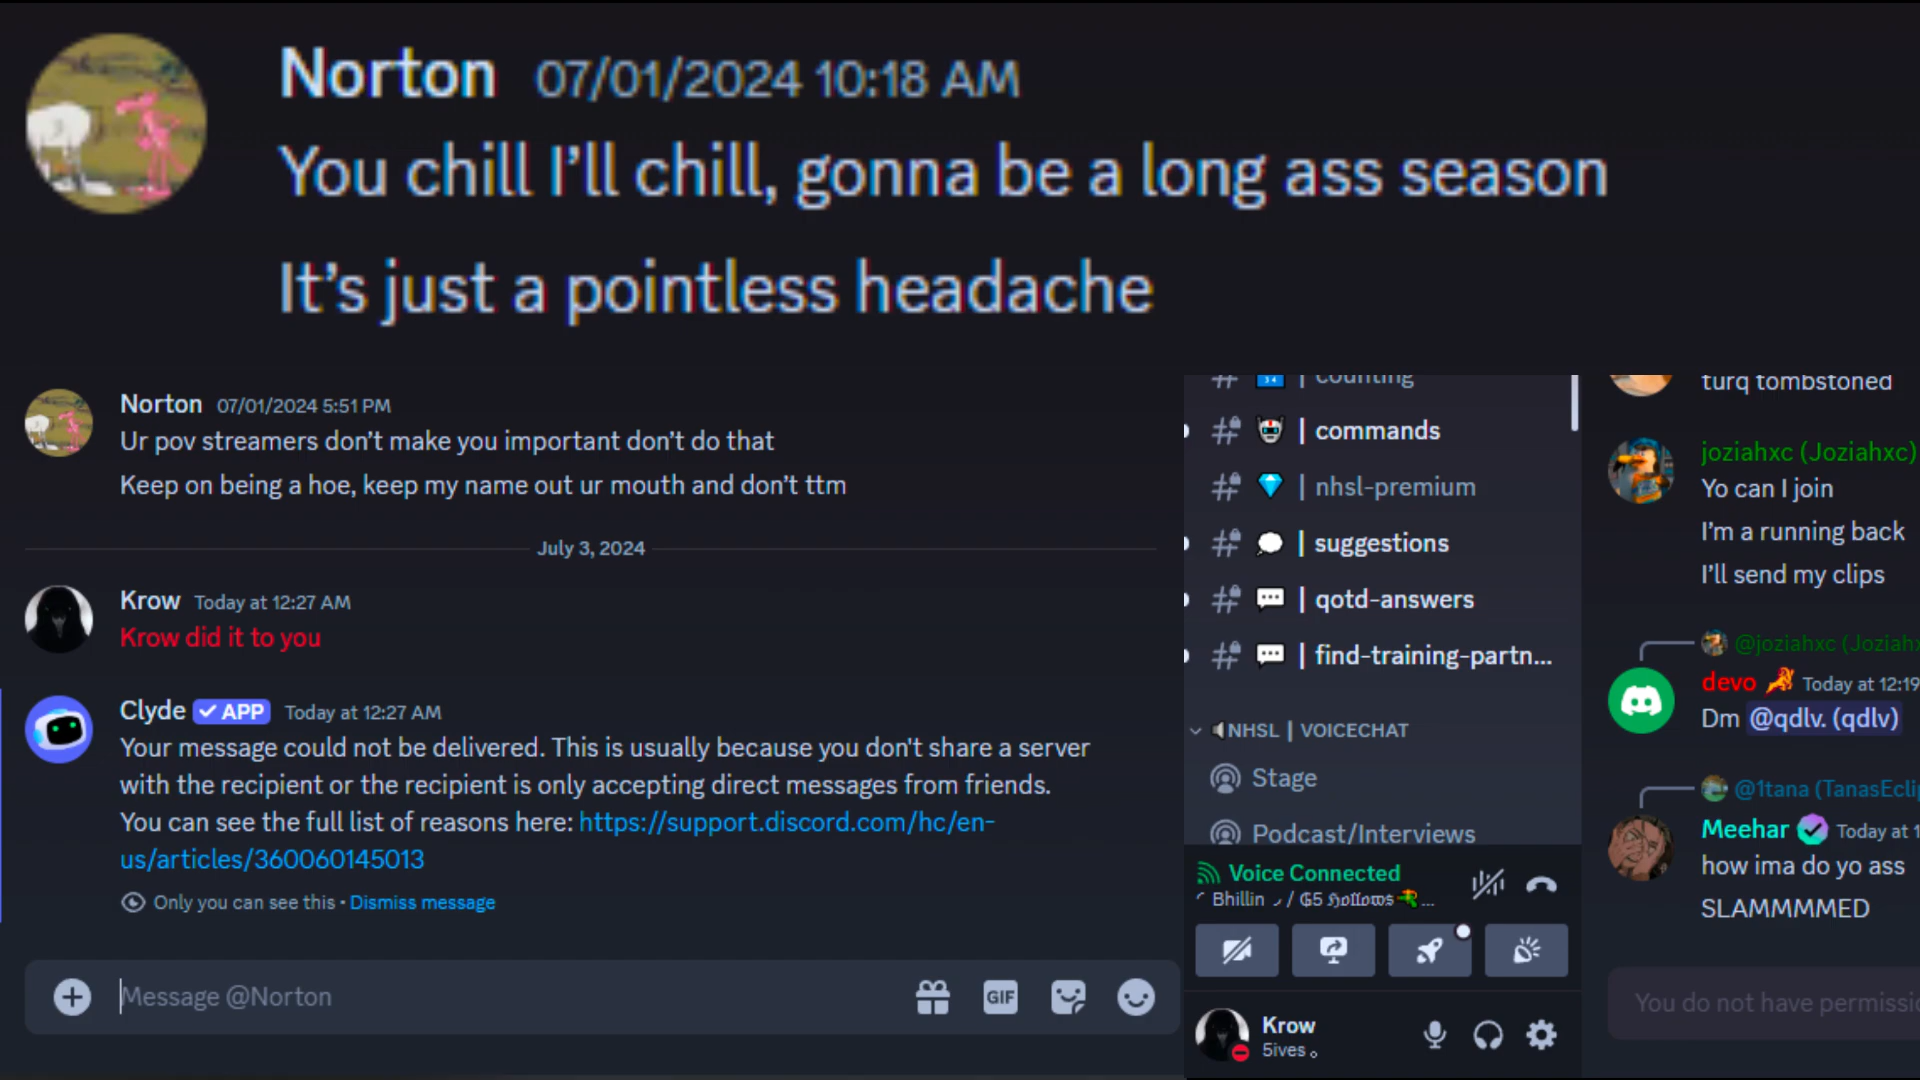 Norton 07/01/2024 10:18 AM
You chill I’ll chill, gonna be a long ass season
It’s just a pointless headache
Norton 07/01/2024 5:51 PM
Ur pov streamers don’t make you important don’t do that
Keep on being a hoe, keep my name out ur mouth and don’t ttm
July 3, 2024
Krow Today at 12:27 AM
Krow did it to you
Clyde APP Today at 12:27 AM
Your message could not be delivered. This is usually because you don't share a server
with the recipient or the recipient is only accepting direct messages from friends.
You can see the full list of reasons here: https://support.discord.com/hc/en-
us/articles/360060145013
Only you can see this • Dismiss message
Message @Norton
GIF
counting
| commands
| nhsl-premium
| suggestions
| qotd-answers
| find-training-partn...
NHSL | VOICECHAT
Stage
Podcast/Interviews
Voice Connected
Bhillin / G5 Hollows ...
Krow
5ives
turq tombstoned
joziahxc (Joziahxc)
Yo can I join
I’m a running back
I’ll send my clips
@joziahxc (Joziahx
devo Today at 12:19
Dm @qdlv. (qdlv)
@1tana (TanasEclip
Meehar Today at 1
how ima do yo ass
SLAMMMMED
You do not have permissio